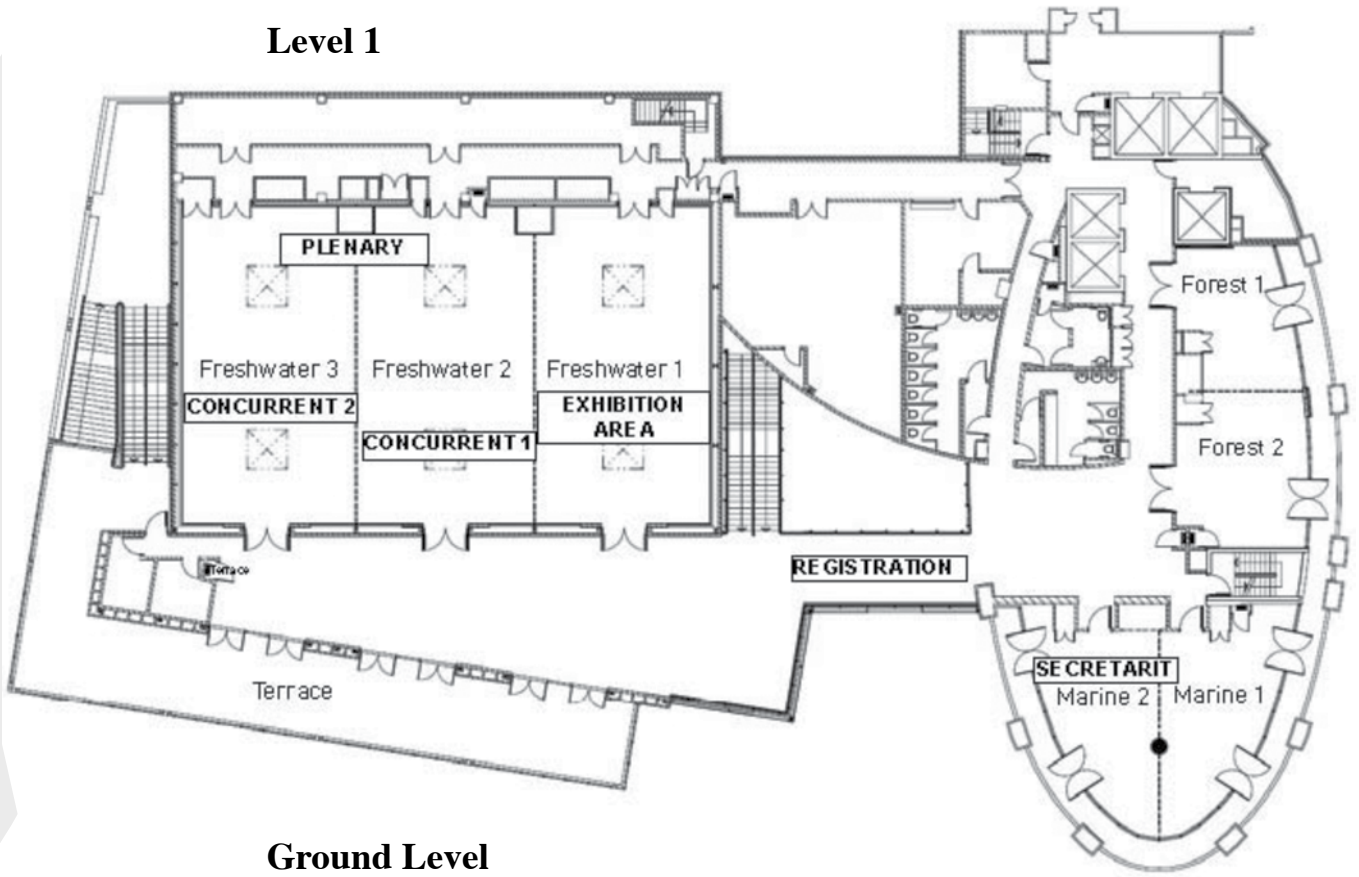 Level 1
PLENARY
Forest 1
Freshwater 3
Freshwater 2
Freshwater 1
CONCURRENT 2
EXHIBITION
AREA
CONCURRENT 1
Forest 2
REGISTRATION
Terrace
SECRETARIT
Terrace
Marine 2
Marine 1
Ground Level